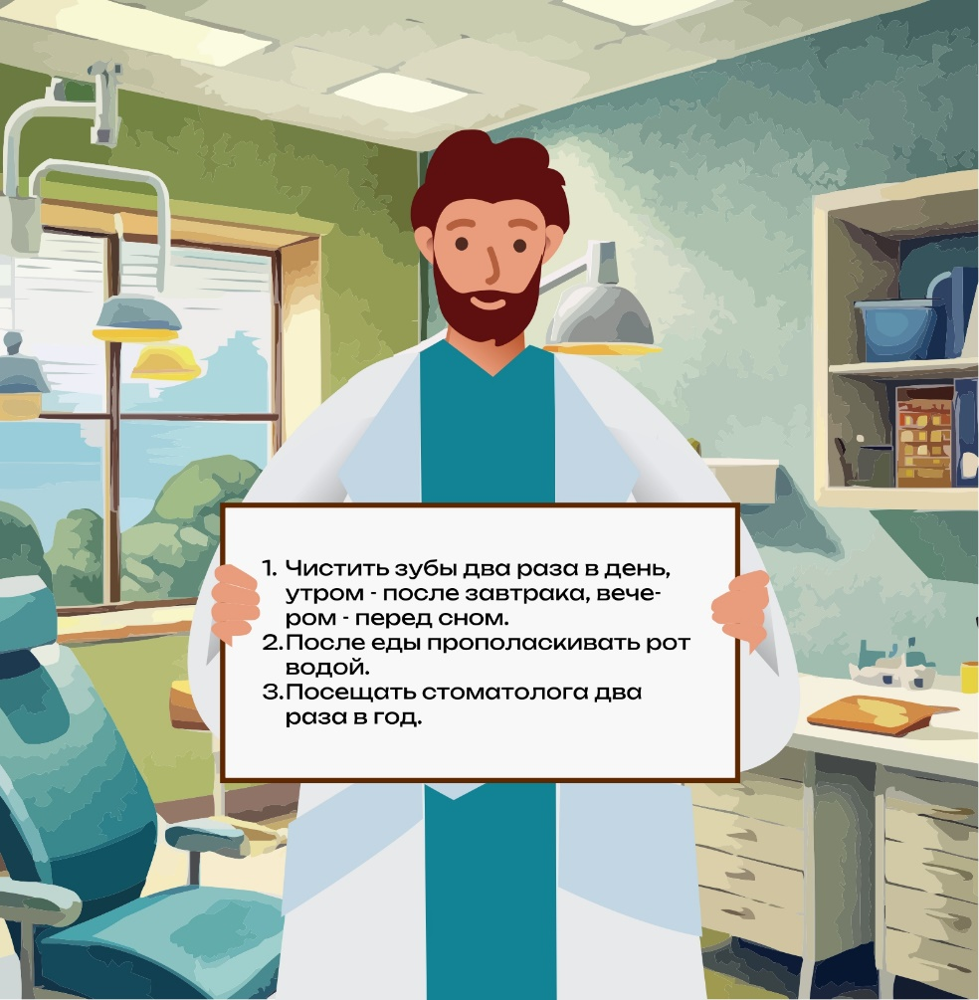 1. Чистить зубы два раза в день,
утром - после завтрака, вече-
ром - перед сном.
2.После еды прополаскивать рот
водой.
3.Посещать стоматолога два
раза в год.